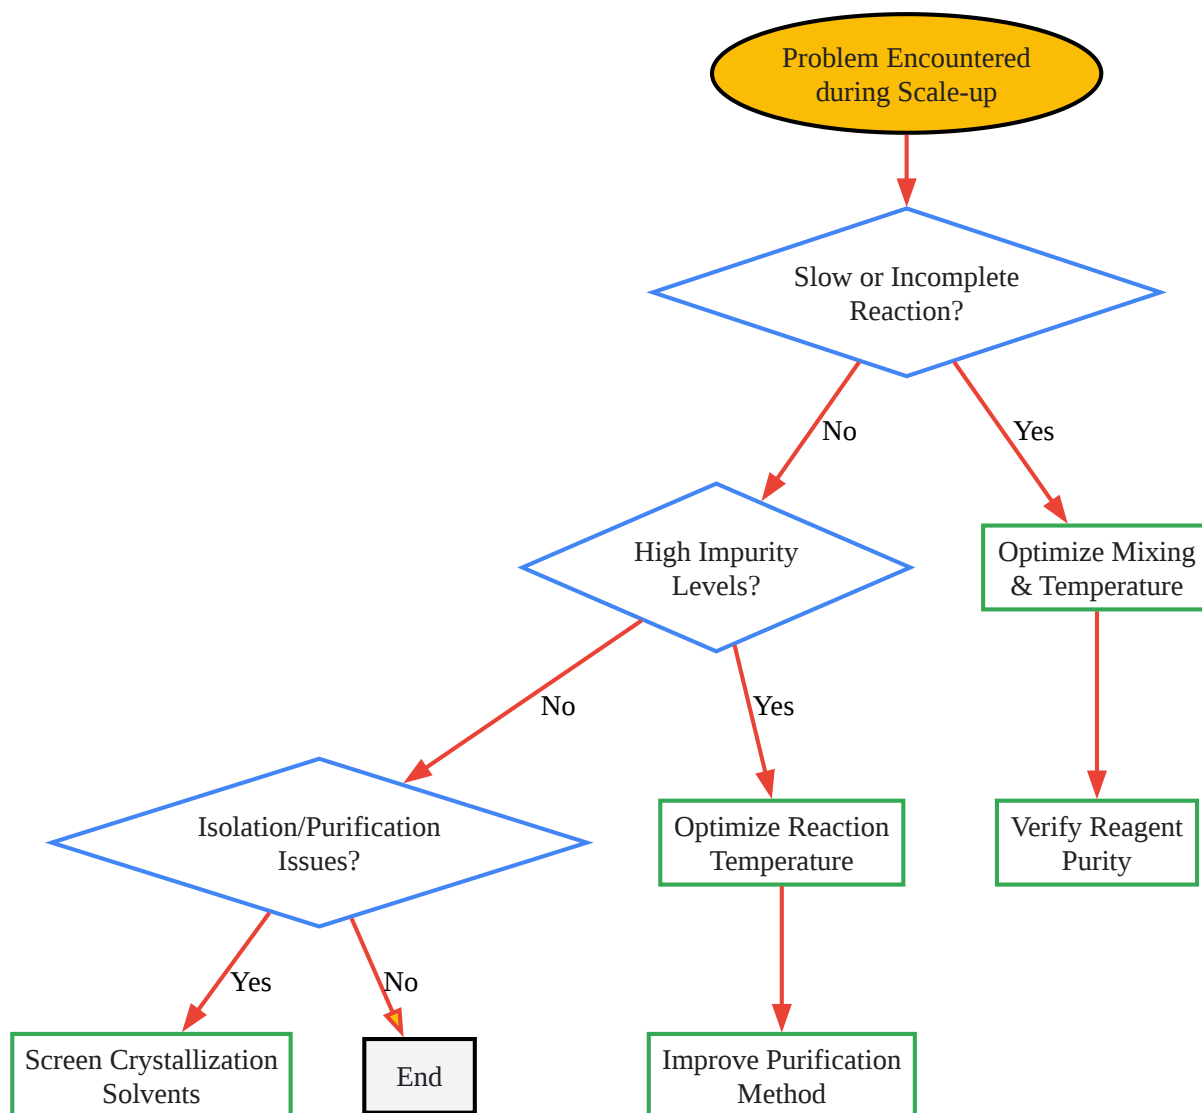 Problem Encountered
during Scale-up
Slow or Incomplete
Reaction?
No
Yes
High Impurity
Levels?
Optimize Mixing
& Temperature
No
Yes
Isolation/Purification
Issues?
Optimize Reaction
Temperature
Verify Reagent
Purity
Yes
No
Screen Crystallization
Solvents
End
Improve Purification
Method